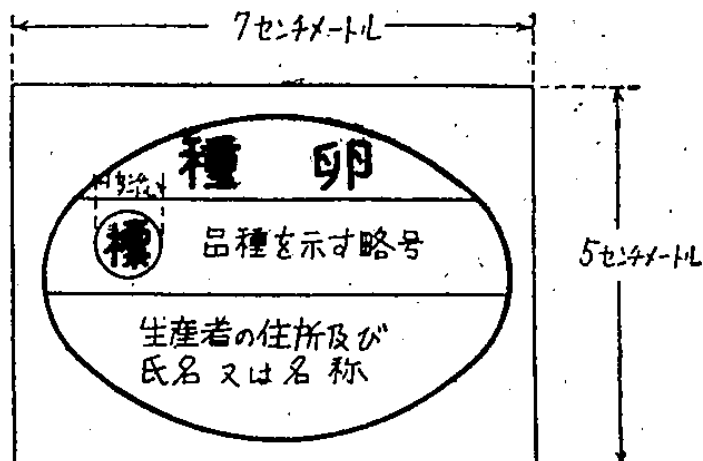 7センチメートル
種 卵
標
品種を示す略号
5センチメートル
生産者の住所及び
氏名又は名称